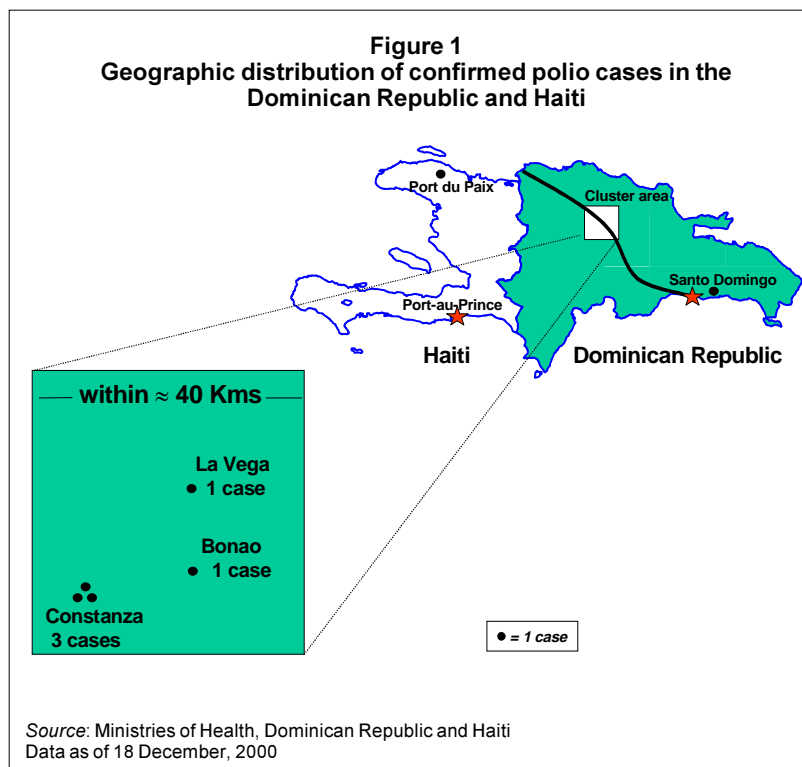 Figure 1
Geographic distribution of confirmed polio cases in the
Dominican Republic and Haiti
Port du Paix
Cluster area
Santo Domingo
Port-au-Prince
Haiti
Dominican Republic
within ≈ 40 Kms
La Vega
1 case
Bonao
1 case
Constanza
3 cases
= 1 case
Source: Ministries of Health, Dominican Republic and Haiti
Data as of 18 December, 2000